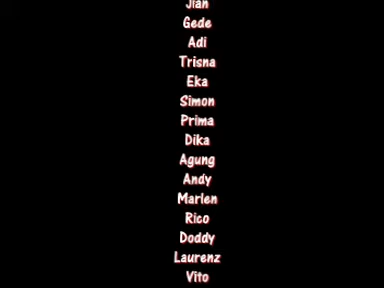 Jian
Gede
Adi
Trisna
Eka
Simon
Prima
Dika
Agung
Andy
Marlen
Rico
Doddy
Laurenz
Vito